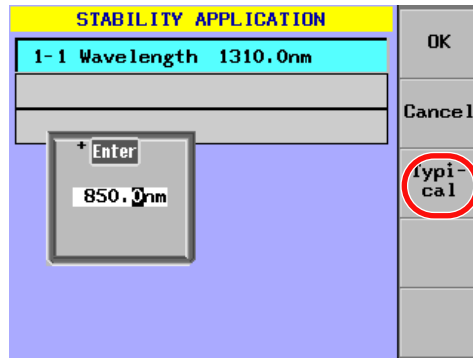 STABILITY APPLICATION
1-1 Wavelength 1310.0nm
+ Enter
850.0nm
OK
Cancel
Typi-
cal